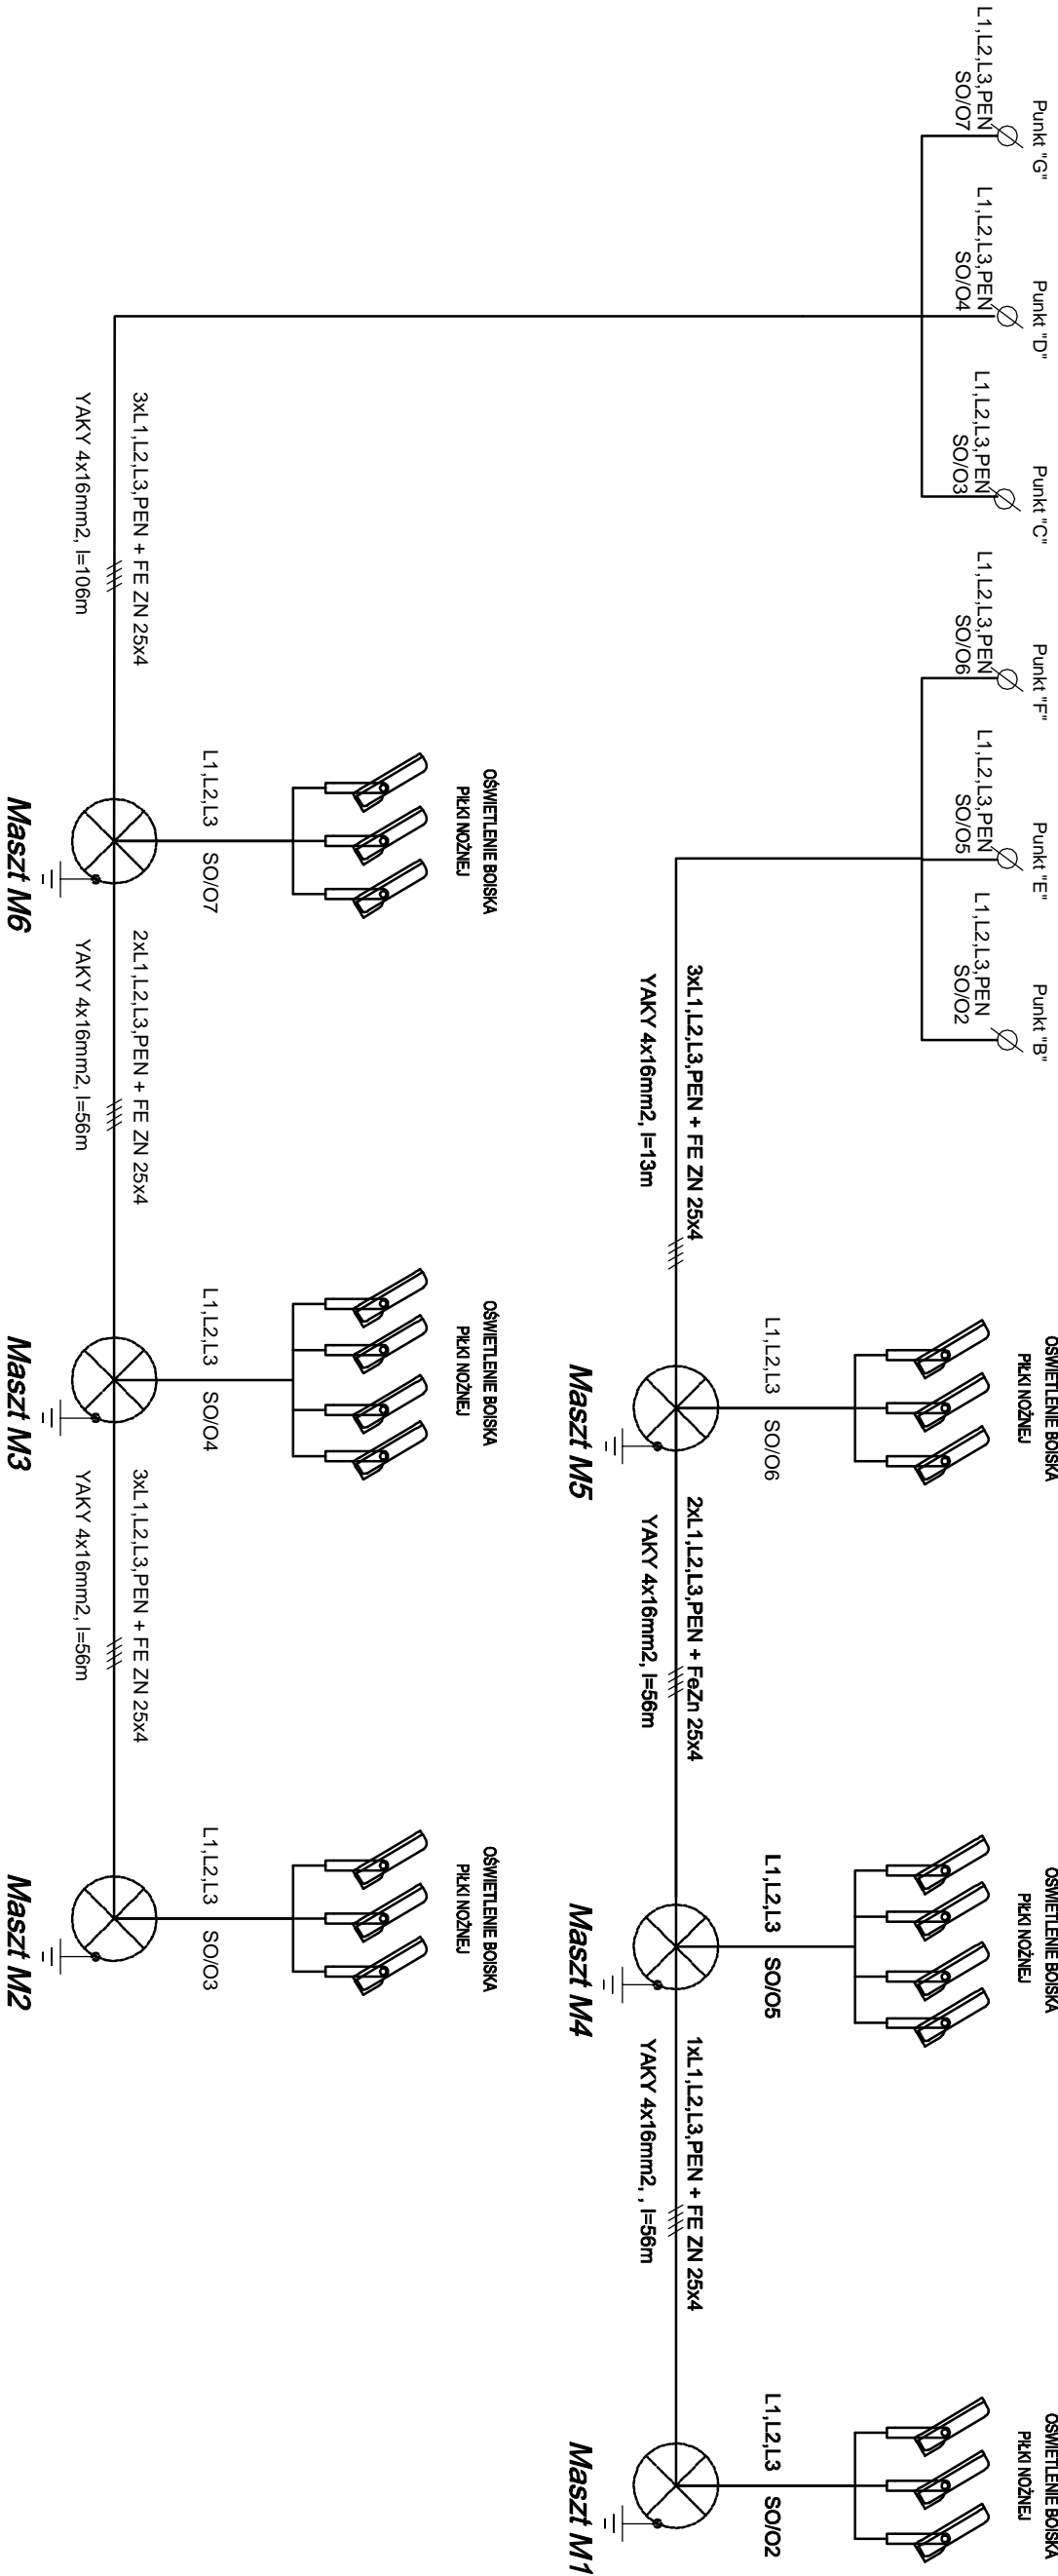 Punkt "G"
L1,L2,L3,PEN
SO/O7
Punkt "D"
L1,L2,L3,PEN
SO/O4
Punkt "C"
L1,L2,L3,PEN
SO/O3
Punkt "F"
L1,L2,L3,PEN
SO/O6
Punkt "E"
L1,L2,L3,PEN
SO/O5
Punkt "B"
L1,L2,L3,PEN
SO/O2
3xL1,L2,L3,PEN + FE ZN 25x4
YAKY 4x16mm2, l=13m
OŚWIETLENIE BOISKA
PIŁKI NOŻNEJ
L1,L2,L3 SO/O6
Maszt M5
2xL1,L2,L3,PEN + FeZn 25x4
YAKY 4x16mm2, l=56m
OŚWIETLENIE BOISKA
PIŁKI NOŻNEJ
L1,L2,L3 SO/O5
Maszt M4
1xL1,L2,L3,PEN + FE ZN 25x4
YAKY 4x16mm2, , l=56m
OŚWIETLENIE BOISKA
PIŁKI NOŻNEJ
L1,L2,L3 SO/O2
Maszt M1
3xL1,L2,L3,PEN + FE ZN 25x4
YAKY 4x16mm2, l=106m
OŚWIETLENIE BOISKA
PIŁKI NOŻNEJ
L1,L2,L3 SO/O7
Maszt M6
2xL1,L2,L3,PEN + FE ZN 25x4
YAKY 4x16mm2, l=56m
OŚWIETLENIE BOISKA
PIŁKI NOŻNEJ
L1,L2,L3 SO/O4
Maszt M3
3xL1,L2,L3,PEN + FE ZN 25x4
YAKY 4x16mm2, l=56m
OŚWIETLENIE BOISKA
PIŁKI NOŻNEJ
L1,L2,L3 SO/O3
Maszt M2